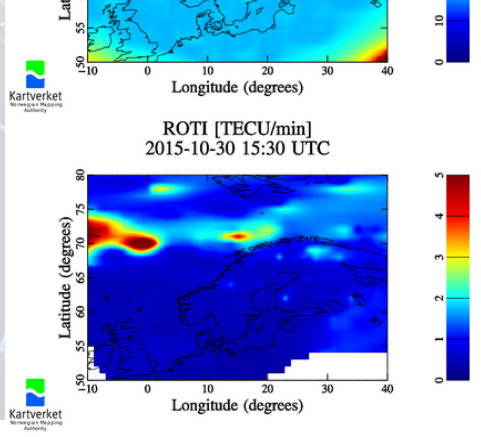 Lat
55
50
-10
0
10
20
30
40
10
0
Longitude (degrees)
Kartverket
Norwegian Mapping
Authority
ROTI [TECU/min]
2015-10-30 15:30 UTC
80
75
70
65
60
55
50
Latitude (degrees)
-10
0
10
20
30
40
Longitude (degrees)
5
4
3
2
1
0
Kartverket
Norwegian Mapping
Authority